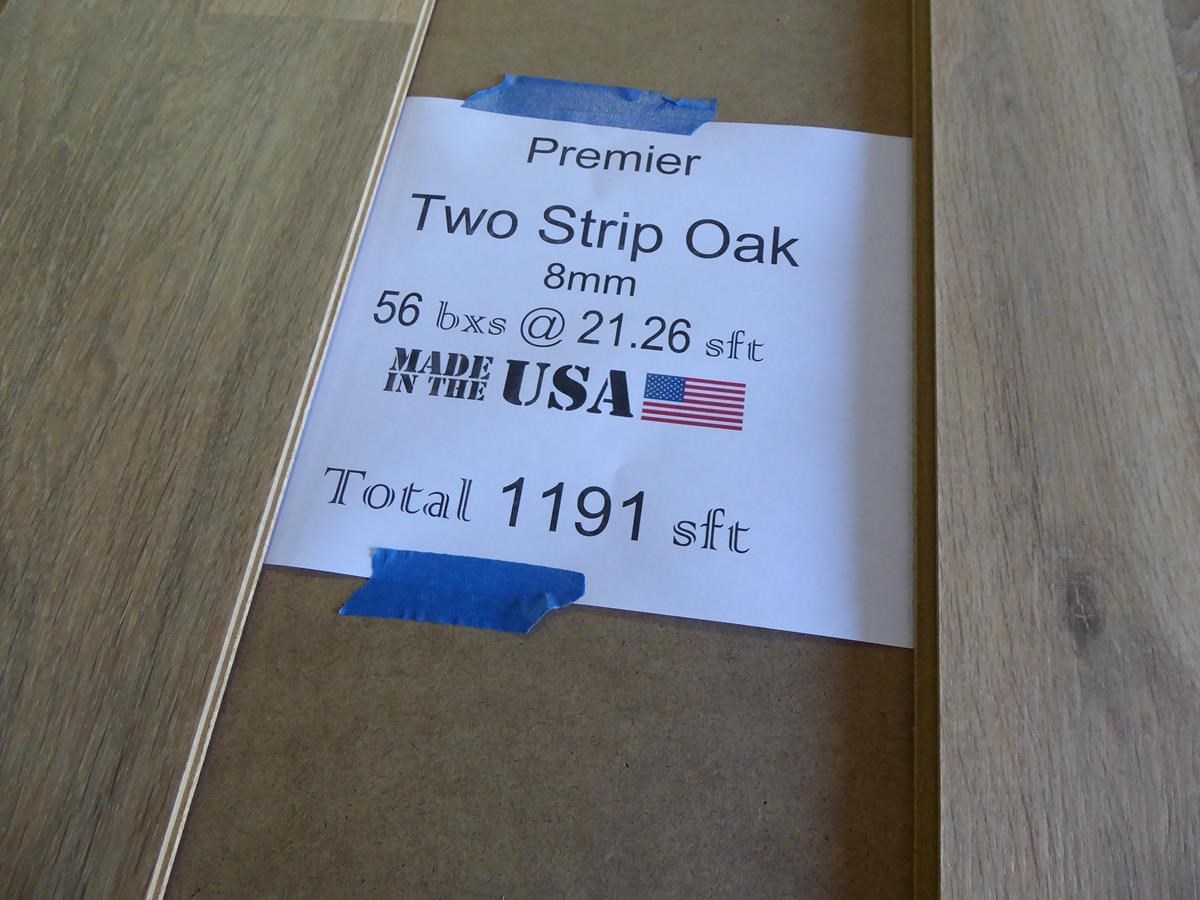 Premier
Two Strip Oak
8mm
56 bxs @ 21.26 sft
MADE IN THE USA
Total 1191 sft